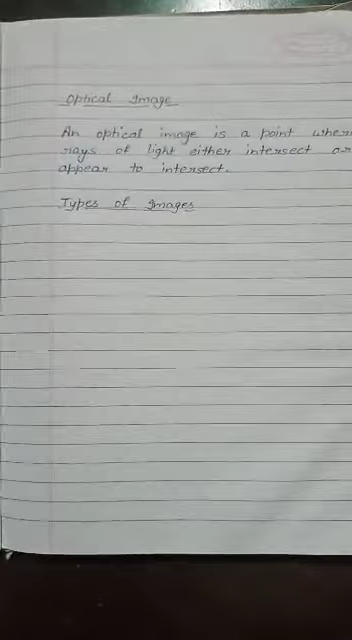 Optical Image
An optical image is a point where
rays of light either intersect or
appear to intersect.
Types of Images